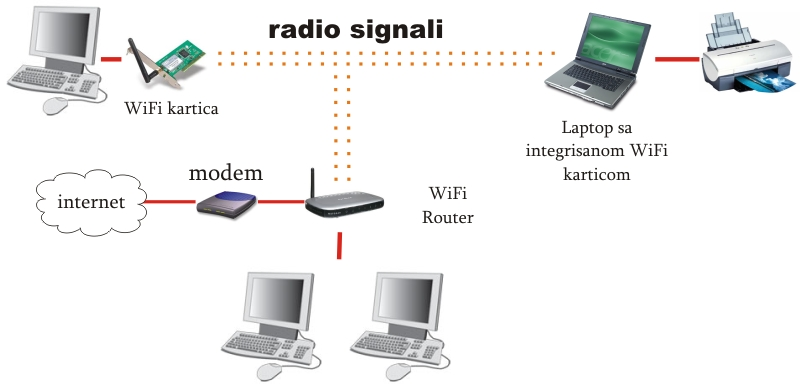 radio signali
WiFi kartica
Laptop sa
integrisanom WiFi
karticom
modem
internet
WiFi
Router